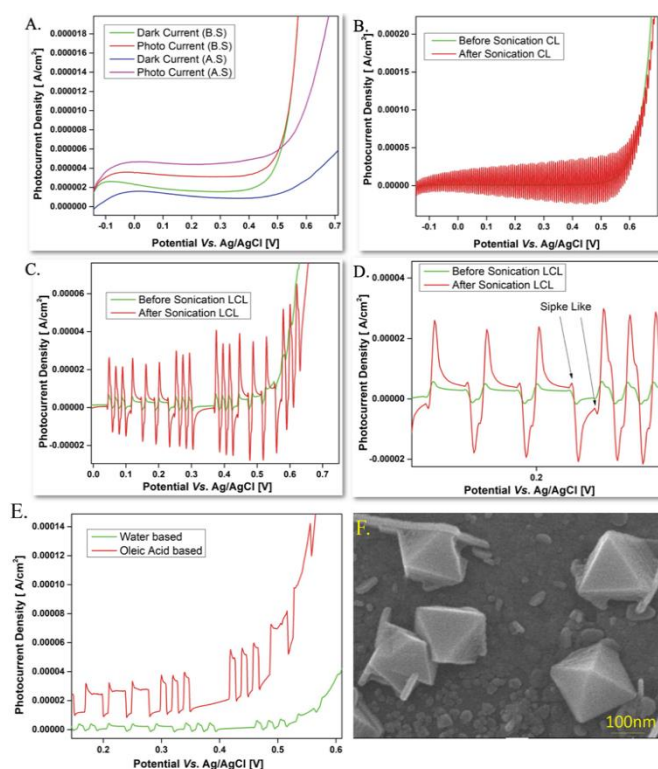 A.
Dark Current (B.S)
Photo Current (B.S)
Dark Current (A.S)
Photo Current (A.S)
Photocurrent Density [ A/cm²]
0.000018
0.000016
0.000014
0.000012
0.000010
0.000008
0.000006
0.000004
0.000002
0.000000
-0.1 0.0 0.1 0.2 0.3 0.4 0.5 0.6 0.7
Potential Vs. Ag/AgCl [V]
B.
Before Sonication CL
After Sonication CL
Photocurrent Density [ A/cm²]
0.00020
0.00015
0.00010
0.00005
0.00000
-0.1 0.0 0.1 0.2 0.3 0.4 0.5 0.6
Potential Vs. Ag/AgCl [V]
C.
Before Sonication LCL
After Sonication LCL
Photocurrent Density [ A/cm²]
0.00006
0.00004
0.00002
0.00000
-0.00002
0.0 0.1 0.2 0.3 0.4 0.5 0.6 0.7
Potential Vs. Ag/AgCl [V]
D.
Before Sonication LCL
After Sonication LCL
Sipke Like
Photocurrent Density [ A/cm²]
0.00004
0.00002
0.00000
-0.00002
0.2
Potential Vs. Ag/AgCl [V]
E.
Water based
Oleic Acid based
Photocurrent Density [ A/cm²]
0.00014
0.00012
0.00010
0.00008
0.00006
0.00004
0.00002
0.00000
0.2 0.3 0.4 0.5 0.6
Potential Vs. Ag/AgCl [V]
F.
100nm